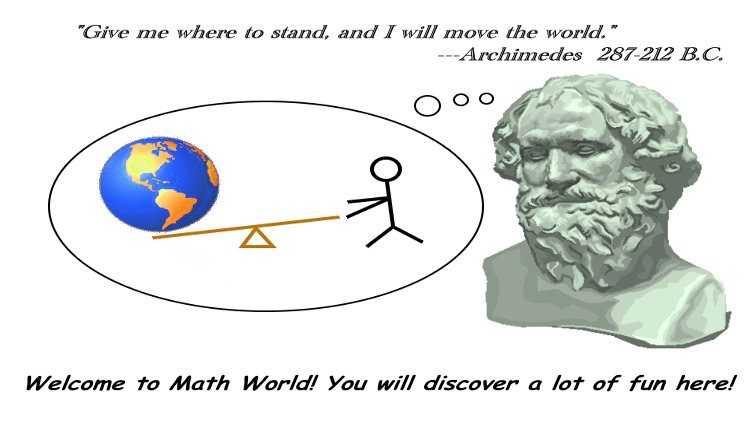 "Give me where to stand, and I will move the world."
---Archimedes 287-212 B.C.
Welcome to Math World! You will discover a lot of fun here!